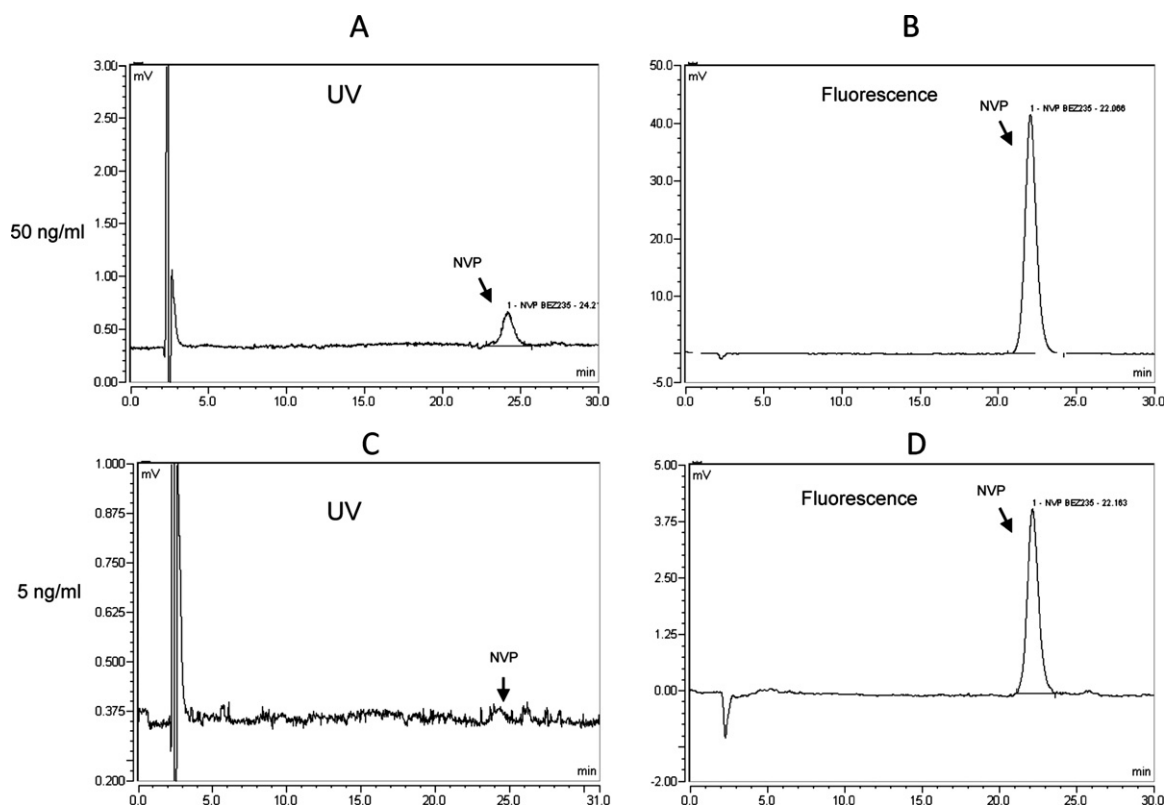 A
B
3.00
mV
UV
2.50
2.00
1.50
1.00
0.50
0.00
NVP
1 - NVP BEZ235 - 24.21
min
0.0 5.0 10.0 15.0 20.0 25.0 30.0
50 ng/ml
50.0
mV
Fluorescence
NVP
1 - NVP BEZ235 - 22.066
40.0
30.0
20.0
10.0
-5.0
min
0.0 5.0 10.0 15.0 20.0 25.0 30.0
C
D
1.000
mV
UV
0.875
0.750
0.625
0.500
0.375
0.200
NVP
min
0.0 5.0 10.0 15.0 20.0 25.0 31.0
5 ng/ml
5.00
mV
Fluorescence
NVP
1 - NVP BEZ235 - 22.163
3.75
2.50
1.25
0.00
-2.00
min
0.0 5.0 10.0 15.0 20.0 25.0 30.0